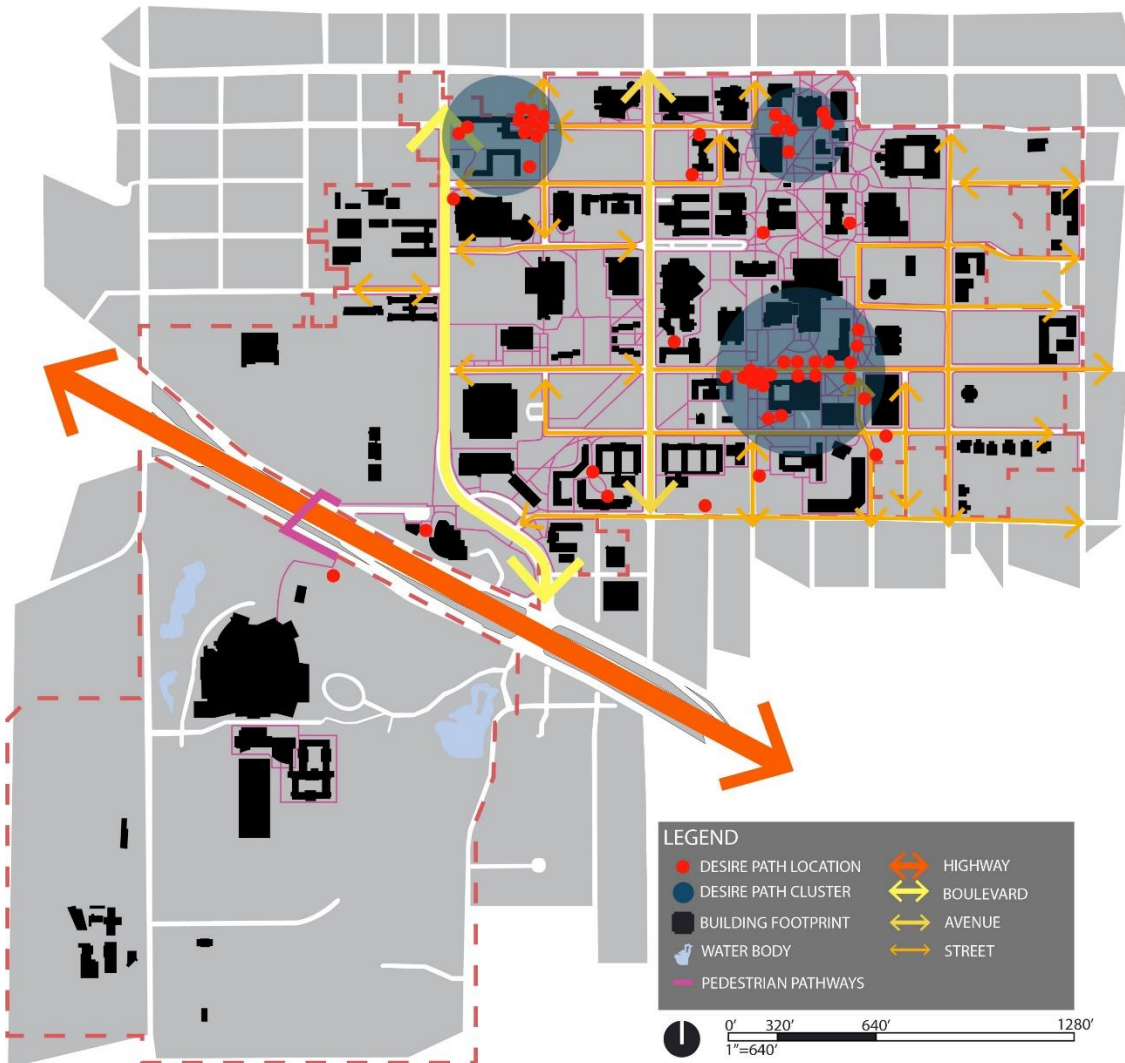 LEGEND
DESIRE PATH LOCATION
DESIRE PATH CLUSTER
BUILDING FOOTPRINT
WATER BODY
PEDESTRIAN PATHWAYS
HIGHWAY
BOULEVARD
AVENUE
STREET
0' 320' 640' 1280'
1"=640'